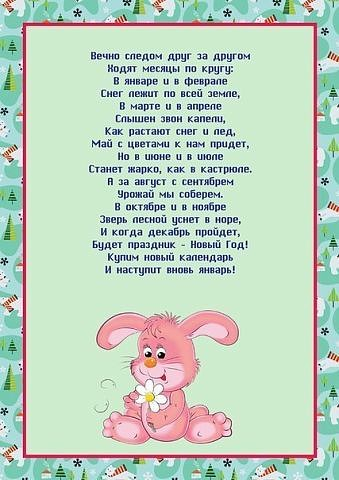 Вечно следом друг за другом
Ходят месяцы по кругу:
В январе и в феврале
Снег лежит по всей земле,
В марте и в апреле
Слышен звон капели,
Как растают снег и лед,
Май с цветами к нам придет,
Но в июне и в июле
Станет жарко, как в кастрюле.
А за август с сентябрем
Урожай мы соберем.
В октябре и в ноябре
Зверь лесной уснет в норе,
И когда декабрь пройдет,
Будет праздник - Новый Год!
Купим новый календарь
И наступит вновь январь!